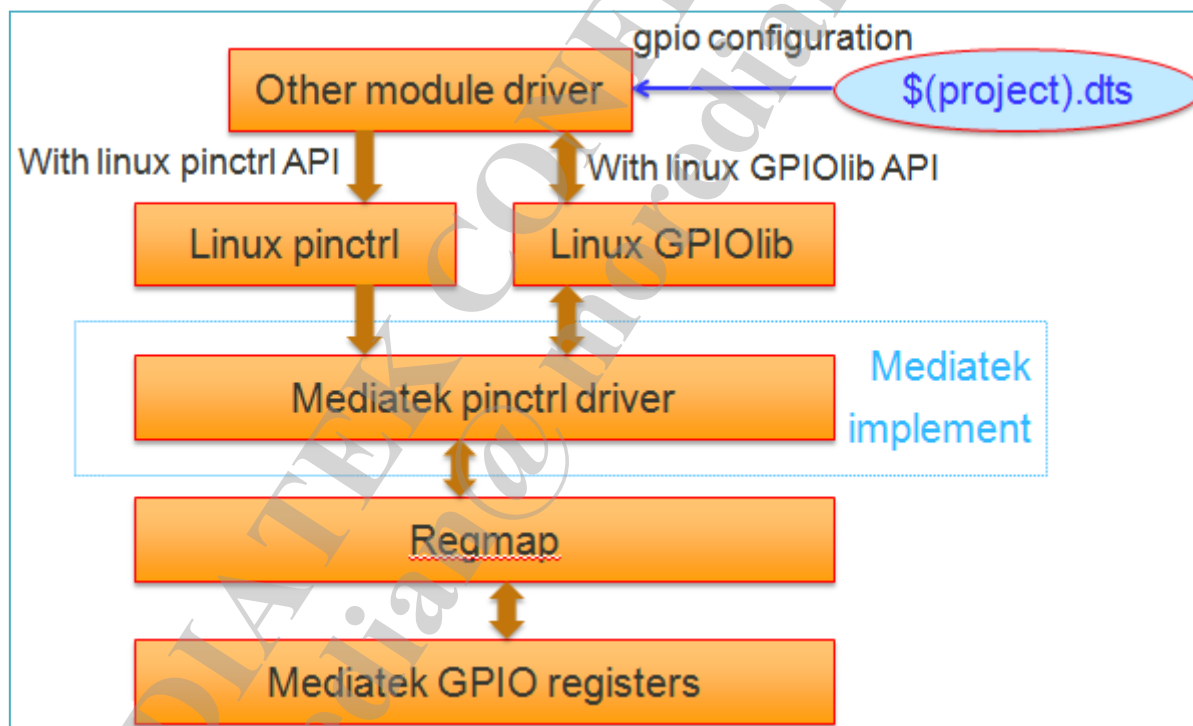 gpio configuration
Other module driver
$(project).dts
With linux pinctrl API
With linux GPIOlib API
Linux pinctrl
Linux GPIOlib
Mediatek pinctrl driver
Mediatek
implement
Regmap
Mediatek GPIO registers